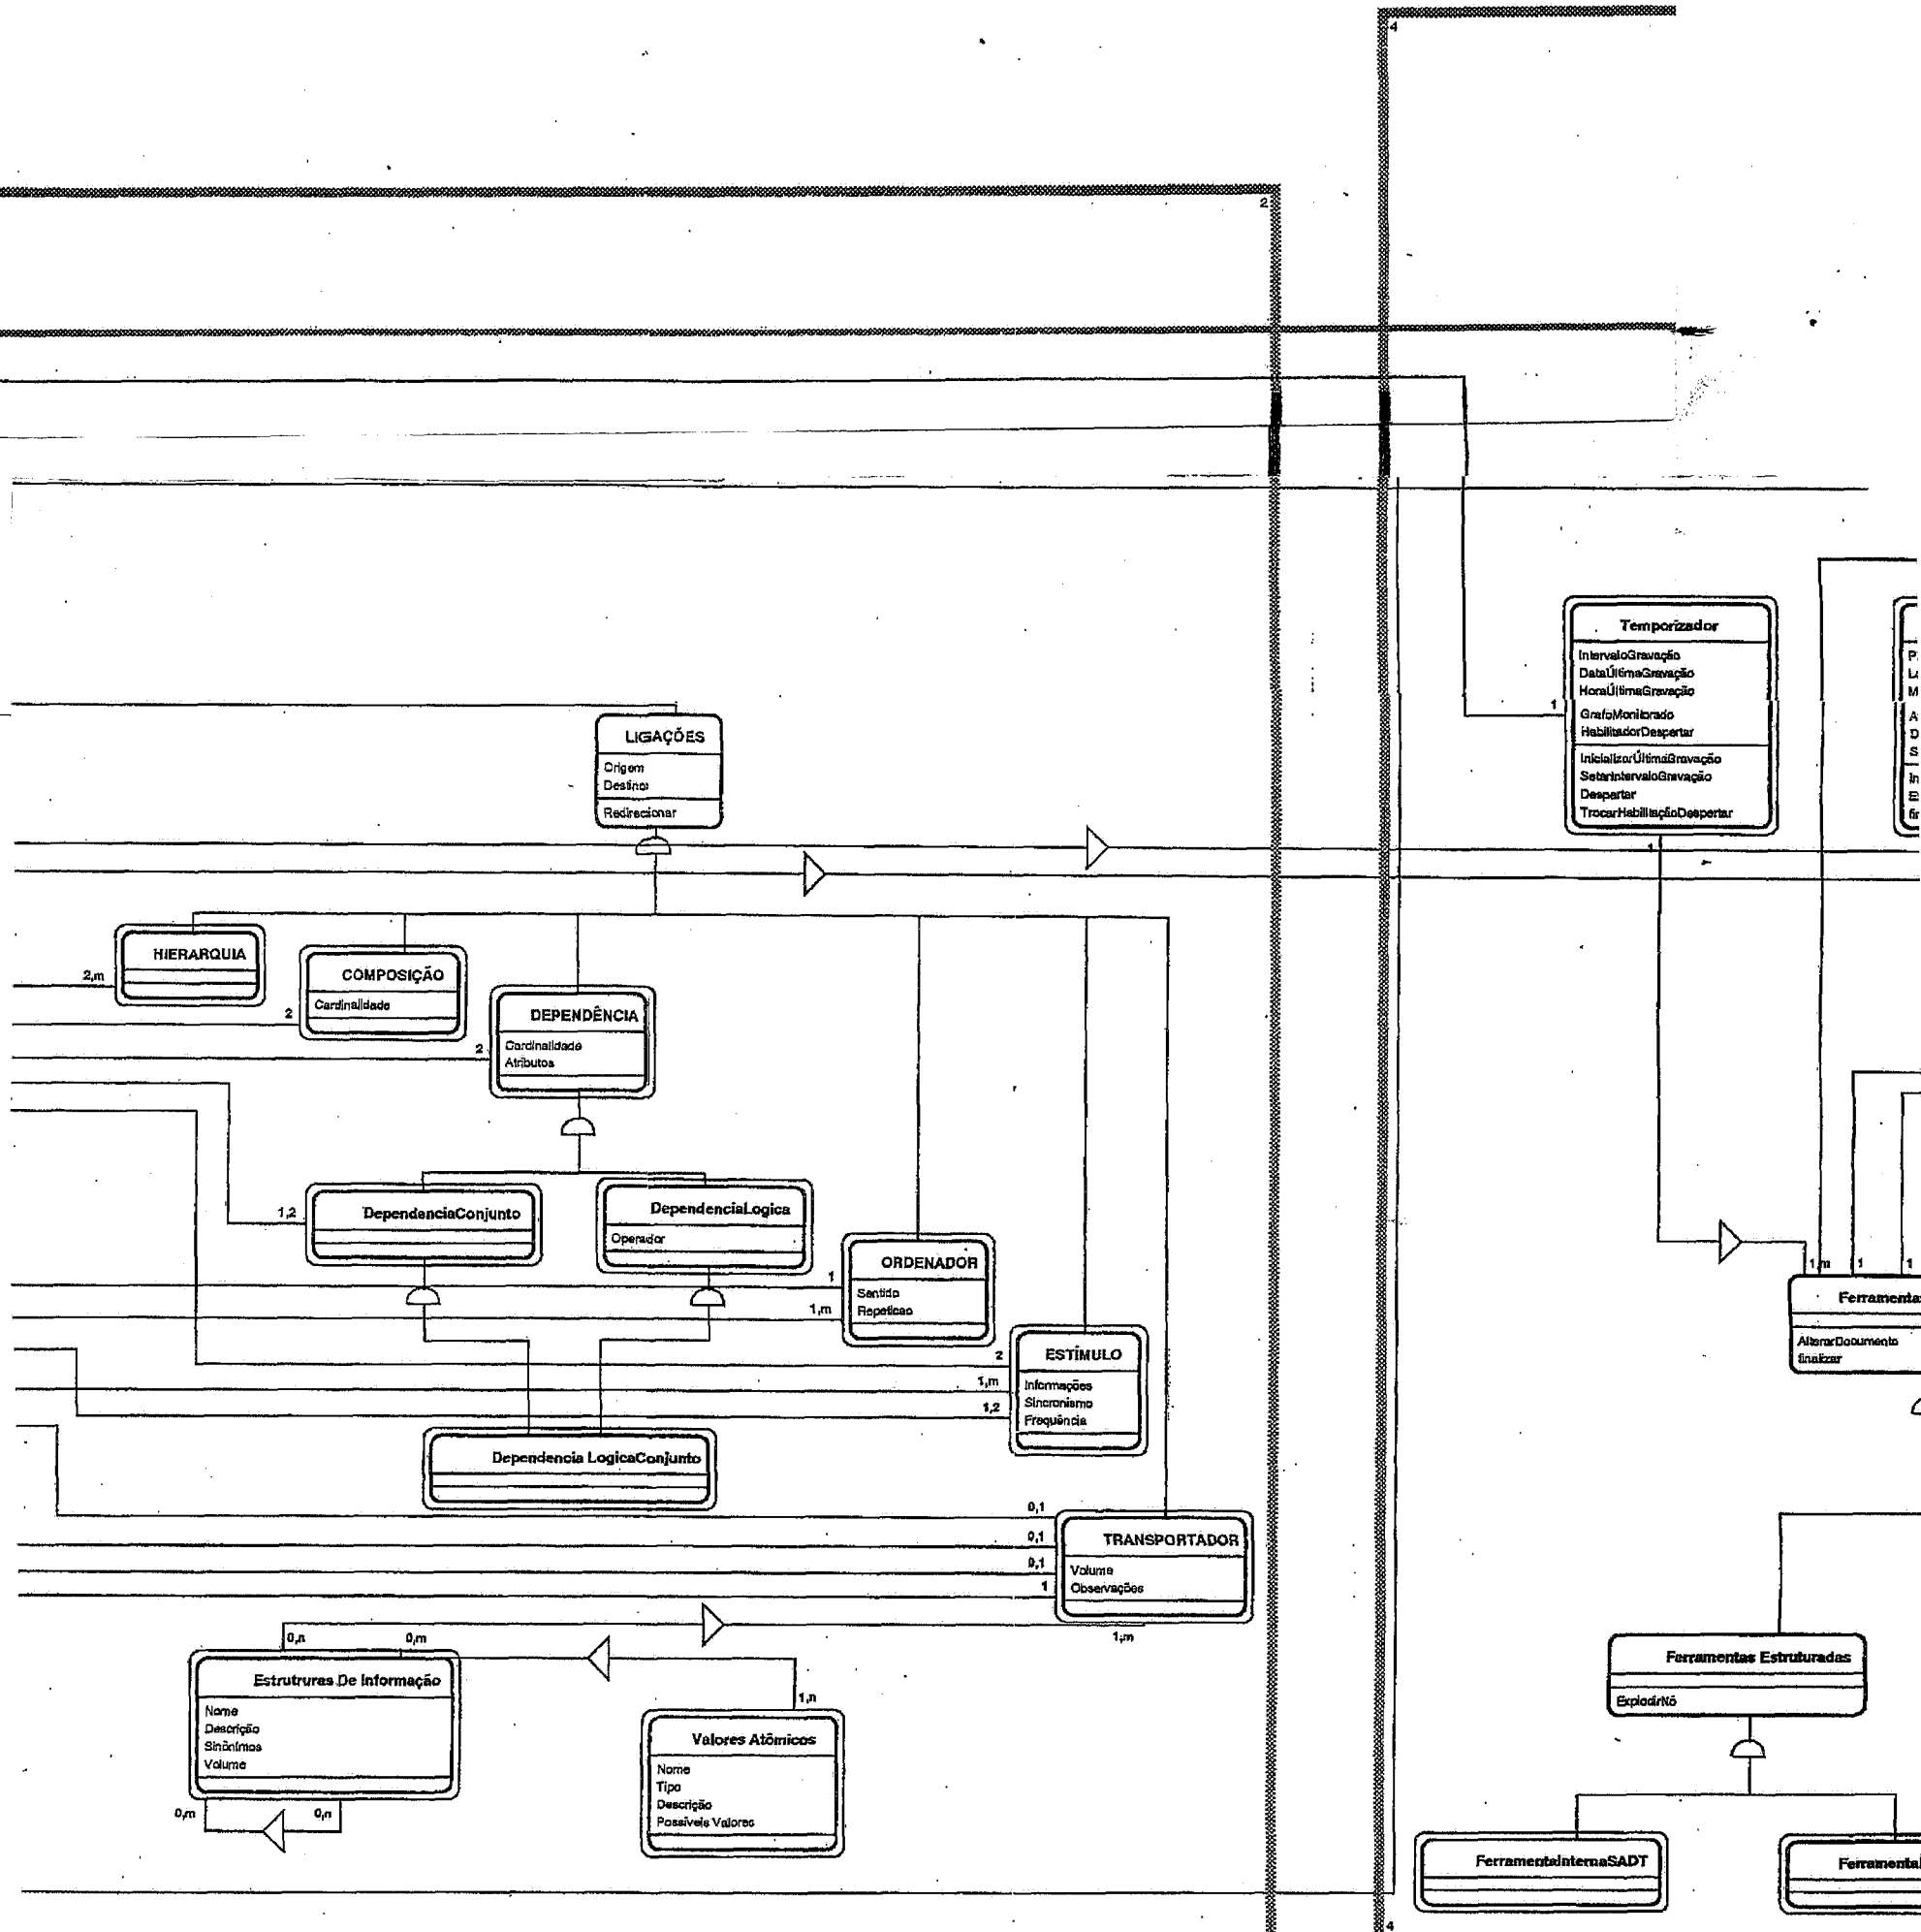 4
2
Temporizador
IntervaloGravação
DataÚltimaGravação
HoraÚltimaGravação
GrafoMonitorado
HabilitadorDespertar
InicializarÚltimaGravação
SetarIntervaloGravação
Despertar
TrocarHabilitaçãoDespertar
1
1
P
M
A
D
S
In
E
LIGAÇÕES
Origem
Destino
Redirecionar
HIERARQUIA
2,m
COMPOSIÇÃO
Cardinalidade
2
DEPENDÊNCIA
Cardinalidade
Atributos
2
DependenciaConjunto
1,2
DependenciaLogica
Operador
ORDENADOR
Sentido
Repeticao
1
1,m
ESTÍMULO
Informações
Sincronismo
Frequência
2
1,m
1,2
Dependencia LogicaConjunto
TRANSPORTADOR
Volume
Observações
0,1
0,1
0,1
1
1,m
0,n
0,m
Estruturas De Informação
Nome
Descrição
Sinônimos
Volume
0,m
0,n
1,n
Valores Atômicos
Nome
Tipo
Descrição
Possíveis Valores
1,m
1
1
Ferramentas
AlterarDocumento
finalizar
Ferramentas Estruturadas
ExplodirNó
FerramentaInternaSADT
Ferramenta
4